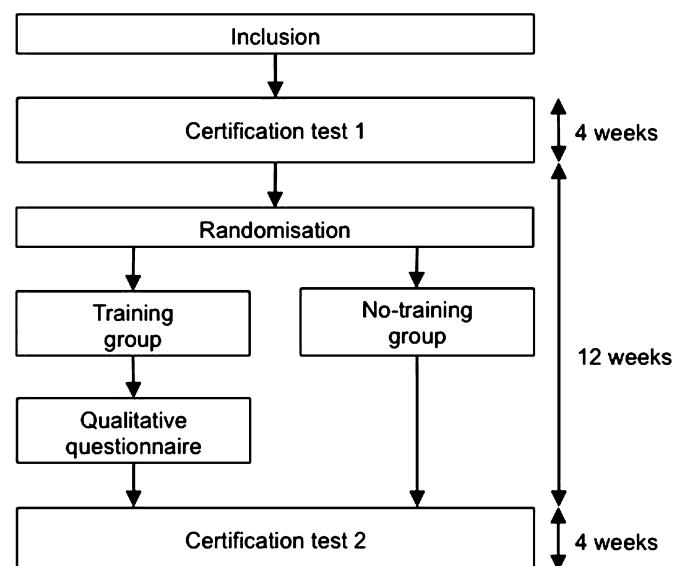 Inclusion
Certification test 1
4 weeks
Randomisation
Training
group
No-training
group
12 weeks
Qualitative
questionnaire
Certification test 2
4 weeks